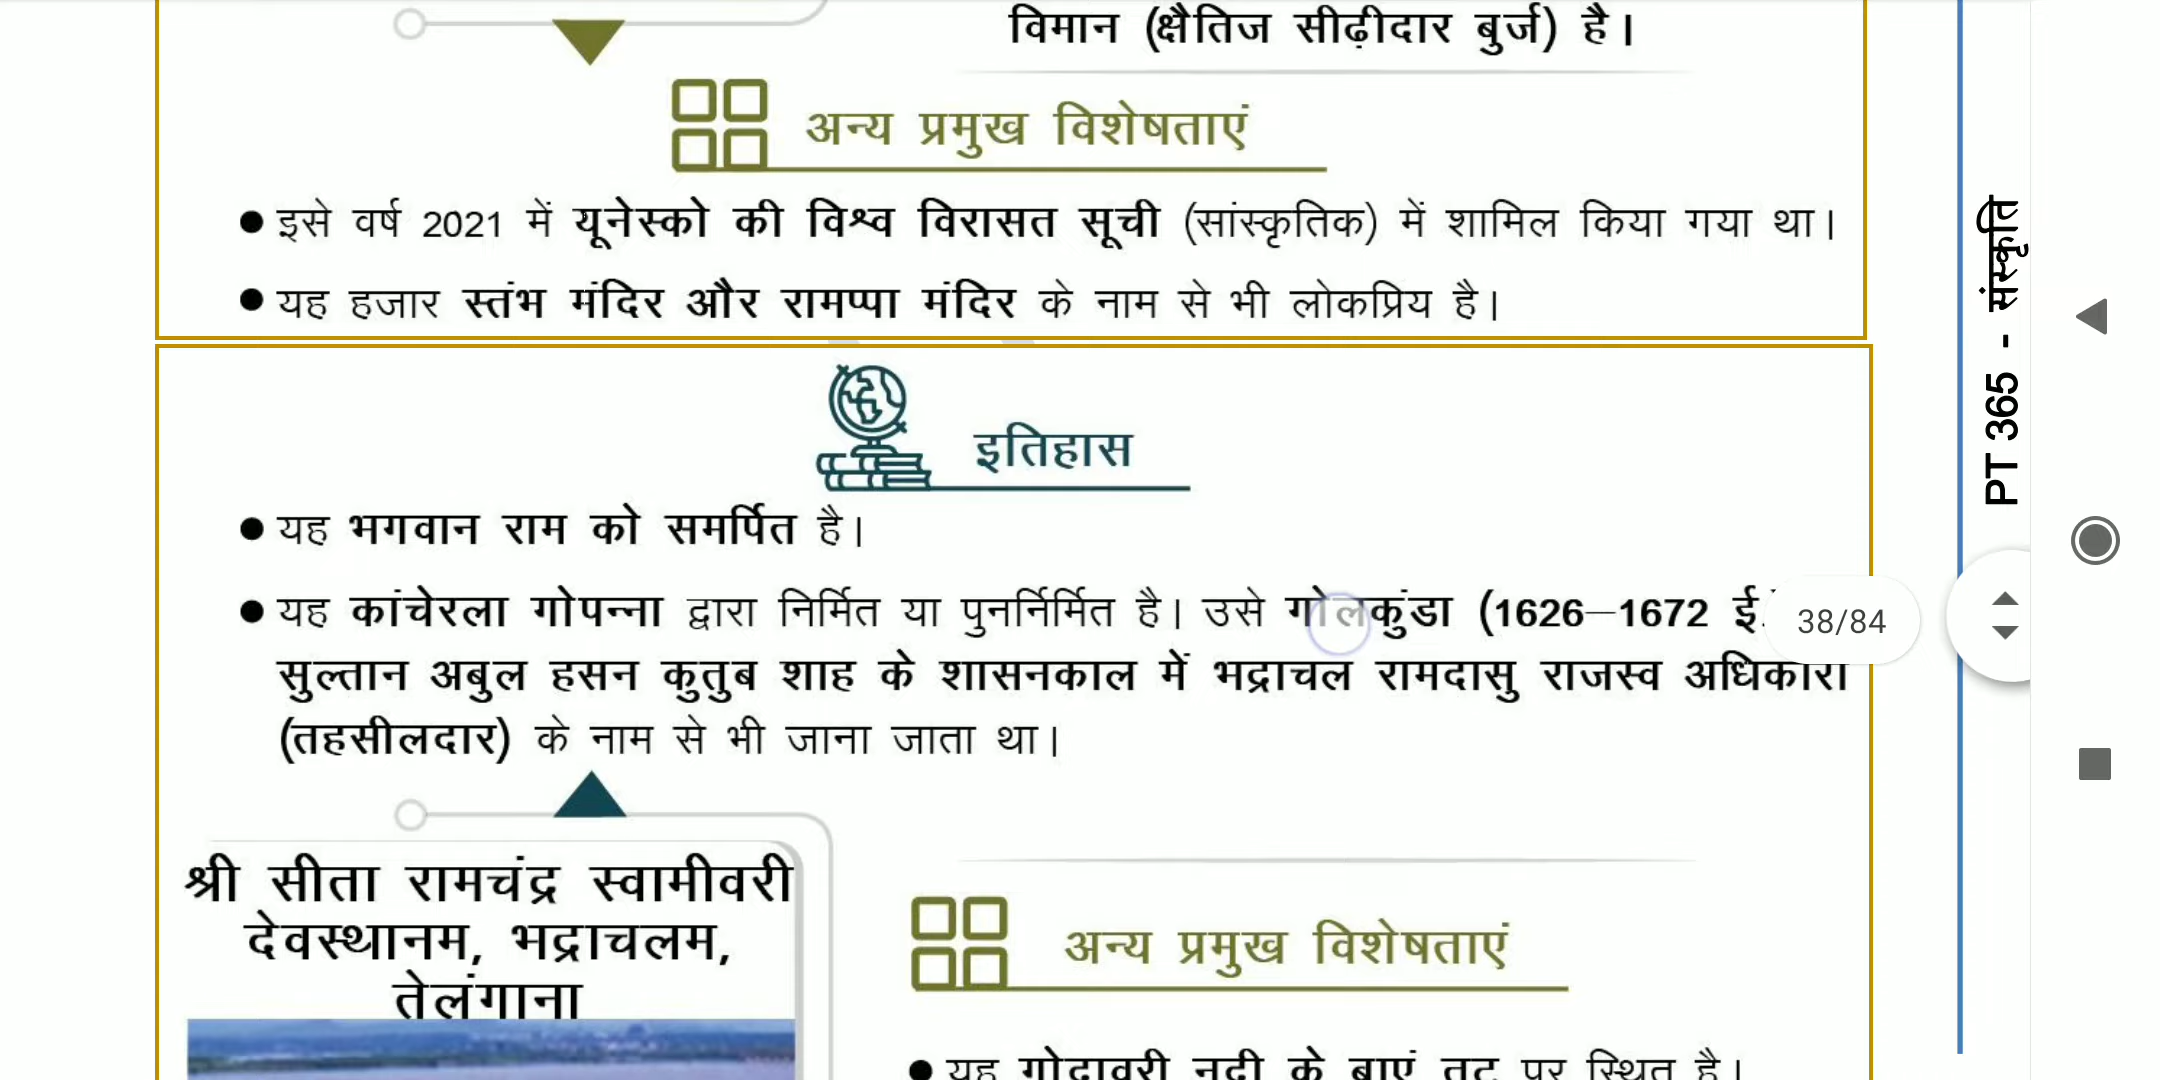 विमान (क्षैतिज सीढ़ीदार बुर्ज) है।
अन्य प्रमुख विशेषताएं
● इसे वर्ष 2021 में यूनेस्को की विश्व विरासत सूची (सांस्कृतिक) में शामिल किया गया था।
● यह हजार स्तंभ मंदिर और रामप्पा मंदिर के नाम से भी लोकप्रिय है।
इतिहास
● यह भगवान राम को समर्पित है।
● यह कांचेरला गोपन्ना द्वारा निर्मित या पुनर्निर्मित है। उसे गोलकुंडा (1626–1672 ई.
सुल्तान अबुल हसन कुतुब शाह के शासनकाल में भद्राचल रामदासु राजस्व अधिकारी
(तहसीलदार) के नाम से भी जाना जाता था।
श्री सीता रामचंद्र स्वामीवरी
देवस्थानम, भद्राचलम,
तेलंगाना
अन्य प्रमुख विशेषताएं
● यह गोदावरी नदी के बाएं तट पर स्थित है।
PT 365 - संस्कृति
38/84